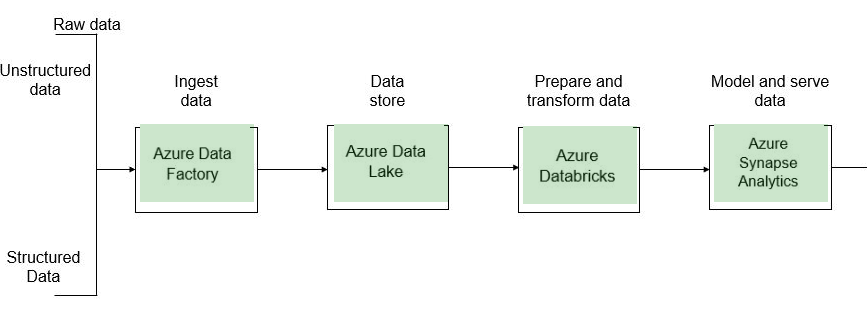 Raw data
Unstructured
data
Structured
Data
Ingest
data
Azure Data
Factory
Data
store
Azure Data
Lake
Prepare and
transform data
Azure
Databricks
Model and serve
data
Azure
Synapse
Analytics